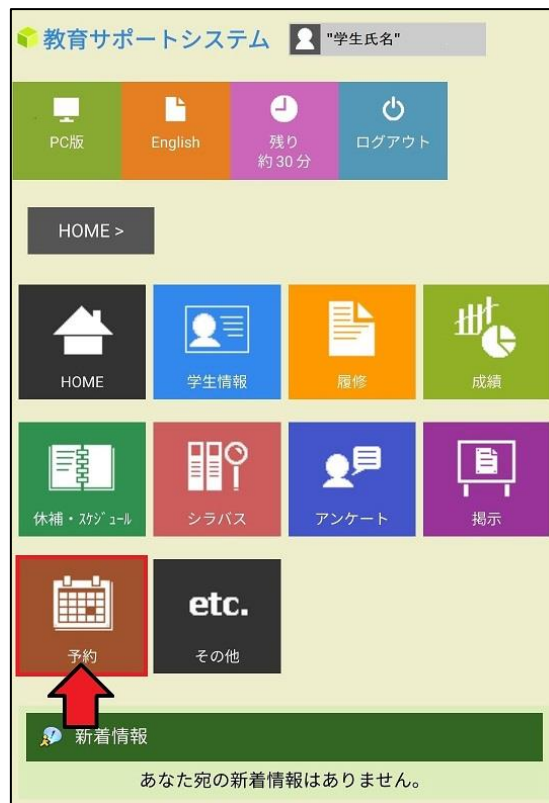 教育サポートシステム
"学生氏名"
PC版
English
残り
約30分
ログアウト
HOME >
HOME
学生情報
履修
成績
休補・ｽｹｼﾞｭｰﾙ
シラバス
アンケート
掲示
予約
etc.
その他
新着情報
あなた宛の新着情報はありません。